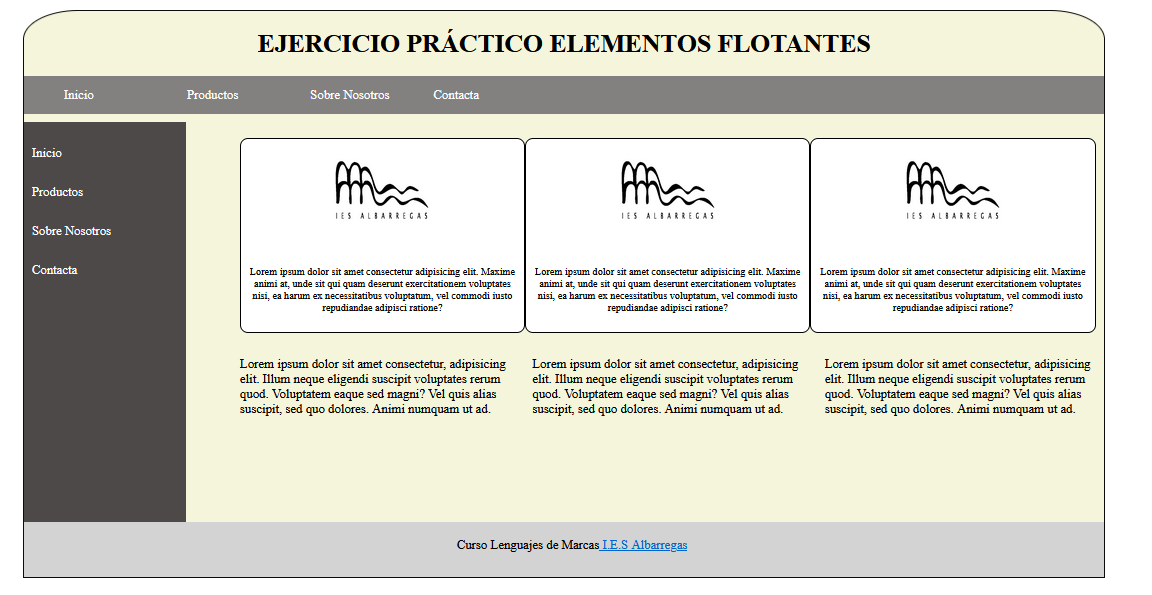 EJERCICIO PRÁCTICO ELEMENTOS FLOTANTES
Inicio Productos Sobre Nosotros Contacta
Inicio
Productos
Sobre Nosotros
Contacta
IES ALBARREGAS
Lorem ipsum dolor sit amet consectetur adipisicing elit. Maxime
animi at, unde sit qui quam deserunt exercitationem voluptates
nisi, ea harum ex necessitatibus voluptatum, vel commodi iusto
repudiandae adipisci ratione?
IES ALBARREGAS
Lorem ipsum dolor sit amet consectetur adipisicing elit. Maxime
animi at, unde sit qui quam deserunt exercitationem voluptates
nisi, ea harum ex necessitatibus voluptatum, vel commodi iusto
repudiandae adipisci ratione?
IES ALBARREGAS
Lorem ipsum dolor sit amet consectetur adipisicing elit. Maxime
animi at, unde sit qui quam deserunt exercitationem voluptates
nisi, ea harum ex necessitatibus voluptatum, vel commodi iusto
repudiandae adipisci ratione?
Lorem ipsum dolor sit amet consectetur, adipisicing
elit. Illum neque eligendi suscipit voluptates rerum
quod. Voluptatem eaque sed magni? Vel quis alias
suscipit, sed quo dolores. Animi numquam ut ad.
Lorem ipsum dolor sit amet consectetur, adipisicing
elit. Illum neque eligendi suscipit voluptates rerum
quod. Voluptatem eaque sed magni? Vel quis alias
suscipit, sed quo dolores. Animi numquam ut ad.
Lorem ipsum dolor sit amet consectetur, adipisicing
elit. Illum neque eligendi suscipit voluptates rerum
quod. Voluptatem eaque sed magni? Vel quis alias
suscipit, sed quo dolores. Animi numquam ut ad.
Curso Lenguajes de Marcas I.E.S Albarregas